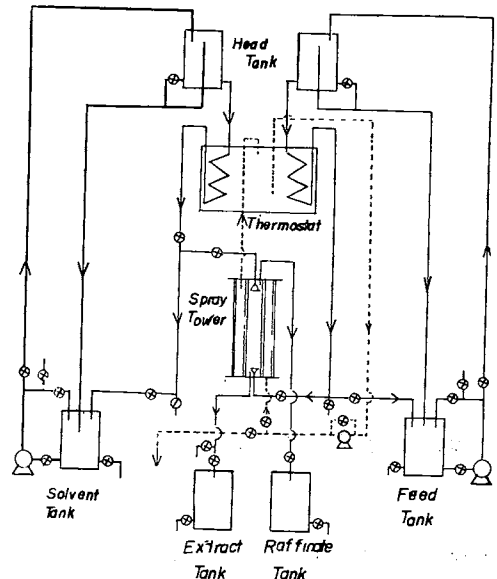 Head
Tank
Thermostat
Spray
Tower
Solvent
Tank
Feed
Tank
Extract
Tank
Raffinate
Tank